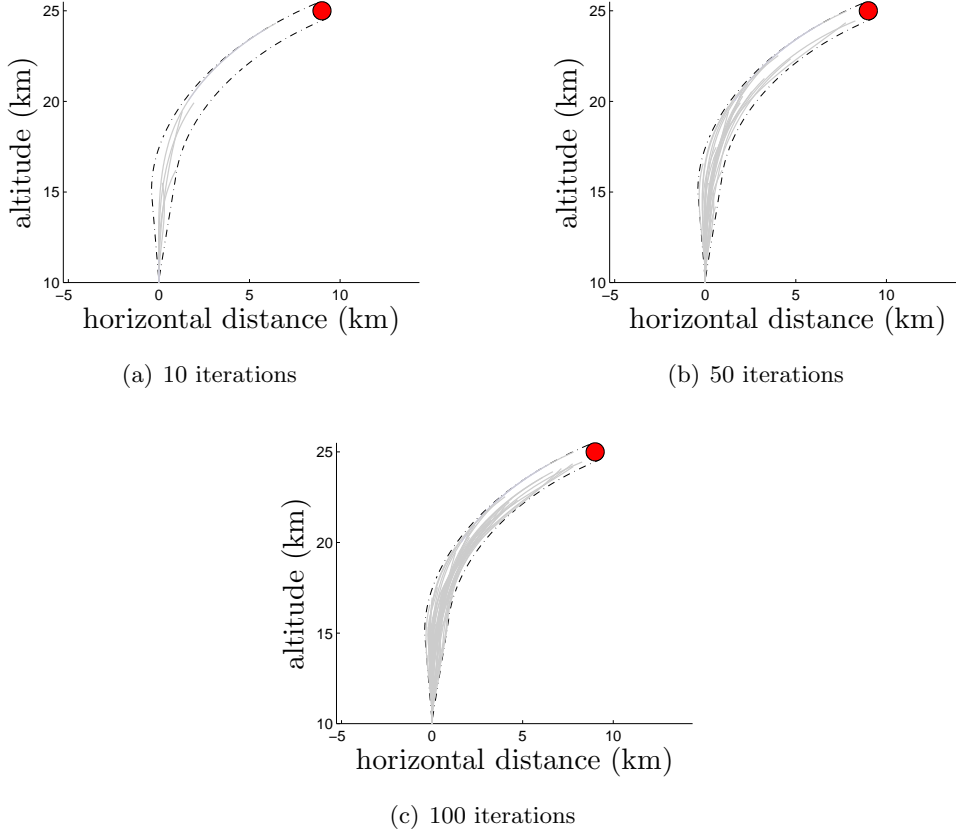 25
20
15
10
altitude (km)
−5 0 5 10
horizontal distance (km)
(a) 10 iterations
25
20
15
10
altitude (km)
−5 0 5 10
horizontal distance (km)
(b) 50 iterations
25
20
15
10
altitude (km)
−5 0 5 10
horizontal distance (km)
(c) 100 iterations